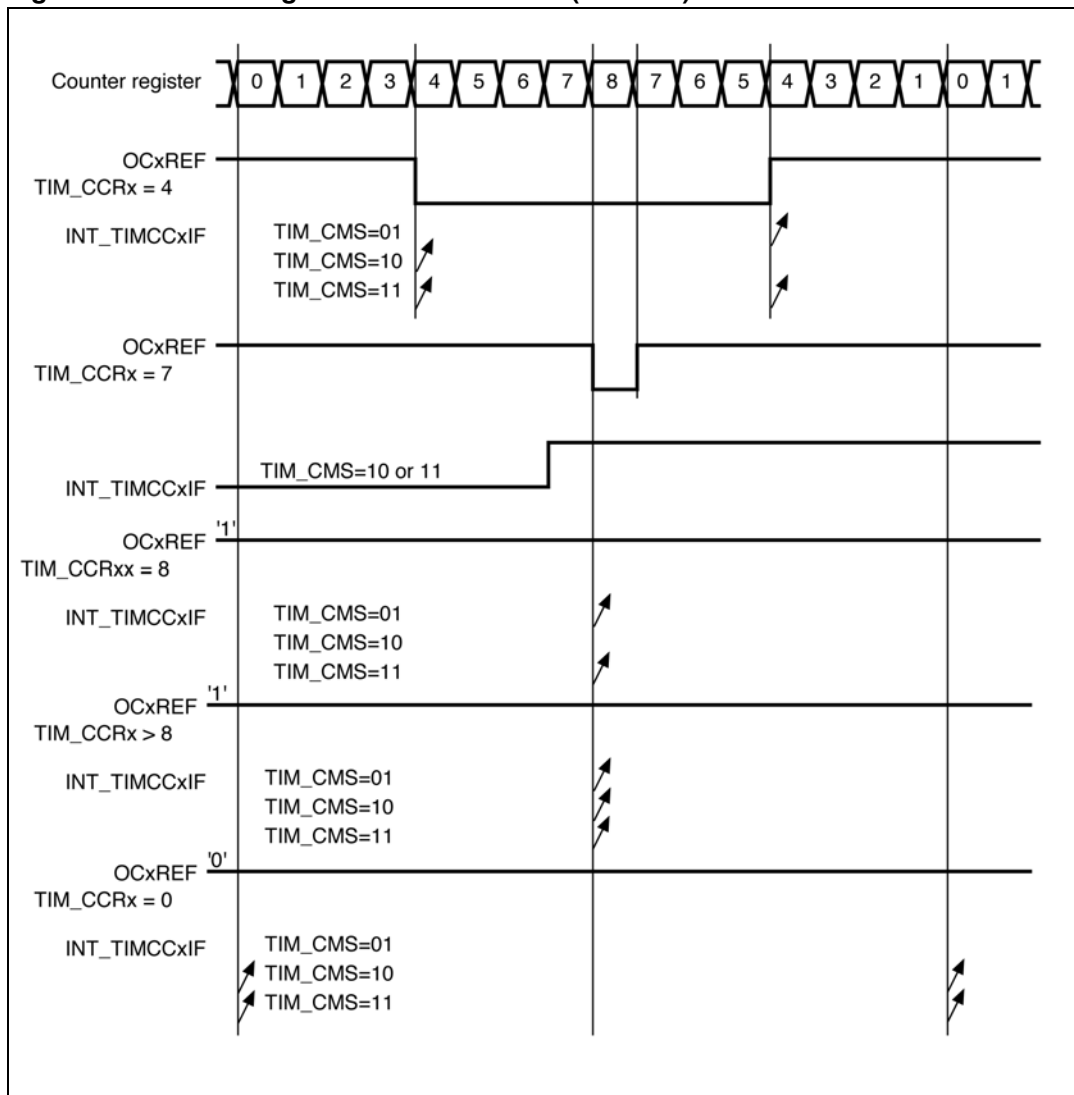 Counter register 0 1 2 3 4 5 6 7 8 7 6 5 4 3 2 1 0 1
OCxREF
TIM_CCRx = 4
INT_TIMCCxIF
TIM_CMS=01
TIM_CMS=10
TIM_CMS=11
OCxREF
TIM_CCRx = 7
TIM_CMS=10 or 11
INT_TIMCCxIF
OCxREF '1'
TIM_CCRxx = 8
INT_TIMCCxIF
TIM_CMS=01
TIM_CMS=10
TIM_CMS=11
OCxREF '1'
TIM_CCRx > 8
INT_TIMCCxIF
TIM_CMS=01
TIM_CMS=10
TIM_CMS=11
OCxREF '0'
TIM_CCRx = 0
INT_TIMCCxIF
TIM_CMS=01
TIM_CMS=10
TIM_CMS=11